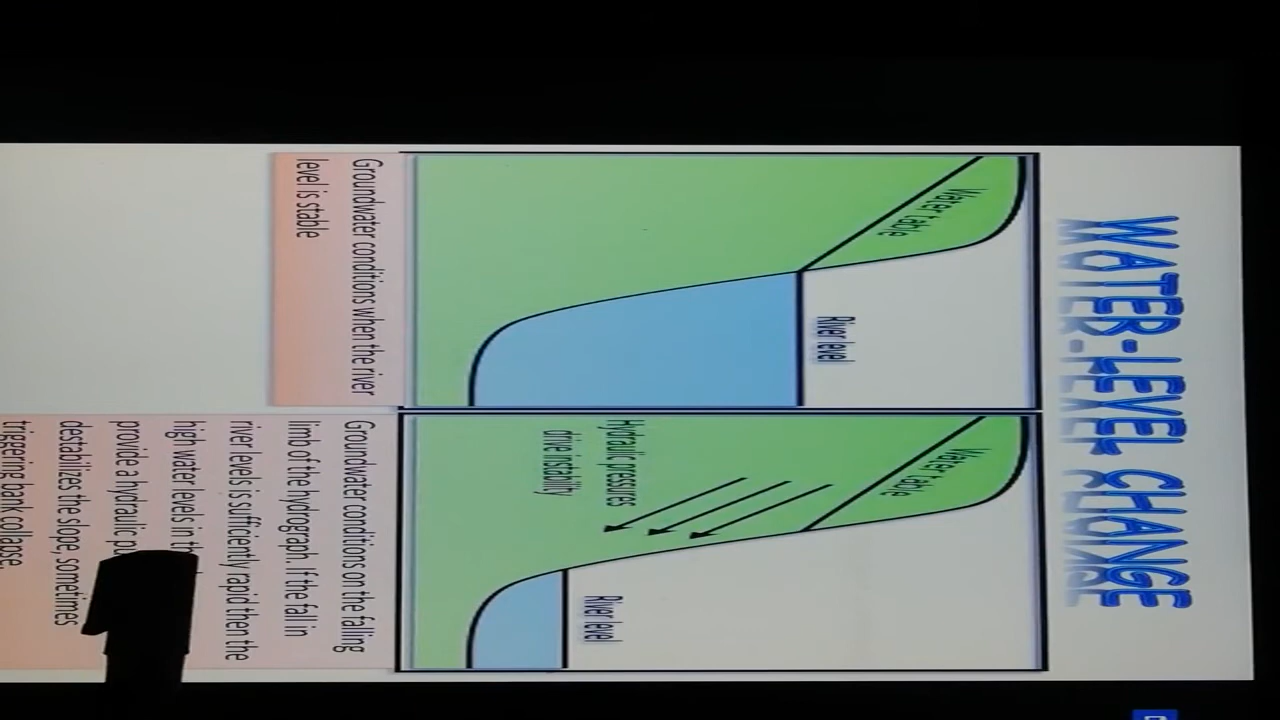 WATER-LEVEL CHANGE
Water table
River level
Groundwater conditions when the river
level is stable
Water table
Hydraulic pressures
drive instability
River level
Groundwater conditions on the falling
limb of the hydrograph. If the fall in
river levels is sufficiently rapid then the
high water levels in
provide a hydraulic
destabilizes the slope, sometimes
triggering bank collapse.